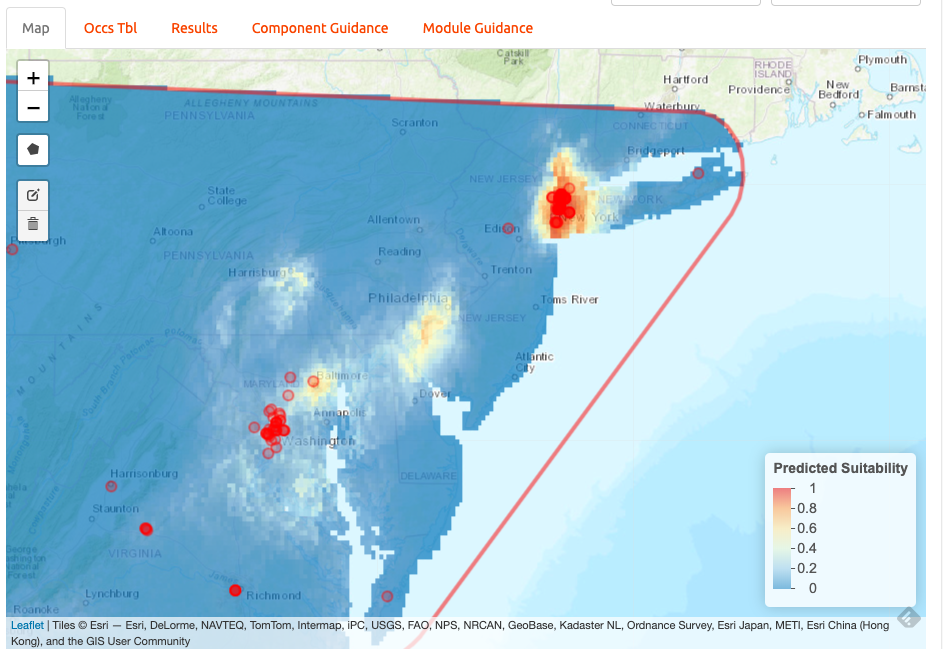 Map
Occs Tbl
Results
Component Guidance
Module Guidance
Catskill
Park
Hartford
RHODE
ISLAND
Providence
Plymouth
New
Bedford
Barnsta
Falmouth
Waterbury
CONNECTICUT
Bridgeport
+
−
Allegheny
National
Forest
ALLEGHENY MOUNTAINS
PENNSYLVANIA
Scranton
NEW JERSEY
NEW YORK
New York
State
College
Altoona
Allentown
Edison
PENNSYLVANIA
Reading
Trenton
Harrisburg
Philadelphia
Toms River
NEW JERSEY
MOUNTAINS
Atlantic
City
MARYLAND
Baltimore
Dover
Annapolis
Washington
DELAWARE
Harrisonburg
Staunton
George
Washington
National
Forest
VIRGINIA
Lynchburg
Richmond
Roanoke
Predicted Suitability
1
0.8
0.6
0.4
0.2
0
Leaflet | Tiles © Esri — Esri, DeLorme, NAVTEQ, TomTom, Intermap, iPC, USGS, FAO, NPS, NRCAN, GeoBase, Kadaster NL, Ordnance Survey, Esri Japan, METI, Esri China (Hong
Kong), and the GIS User Community